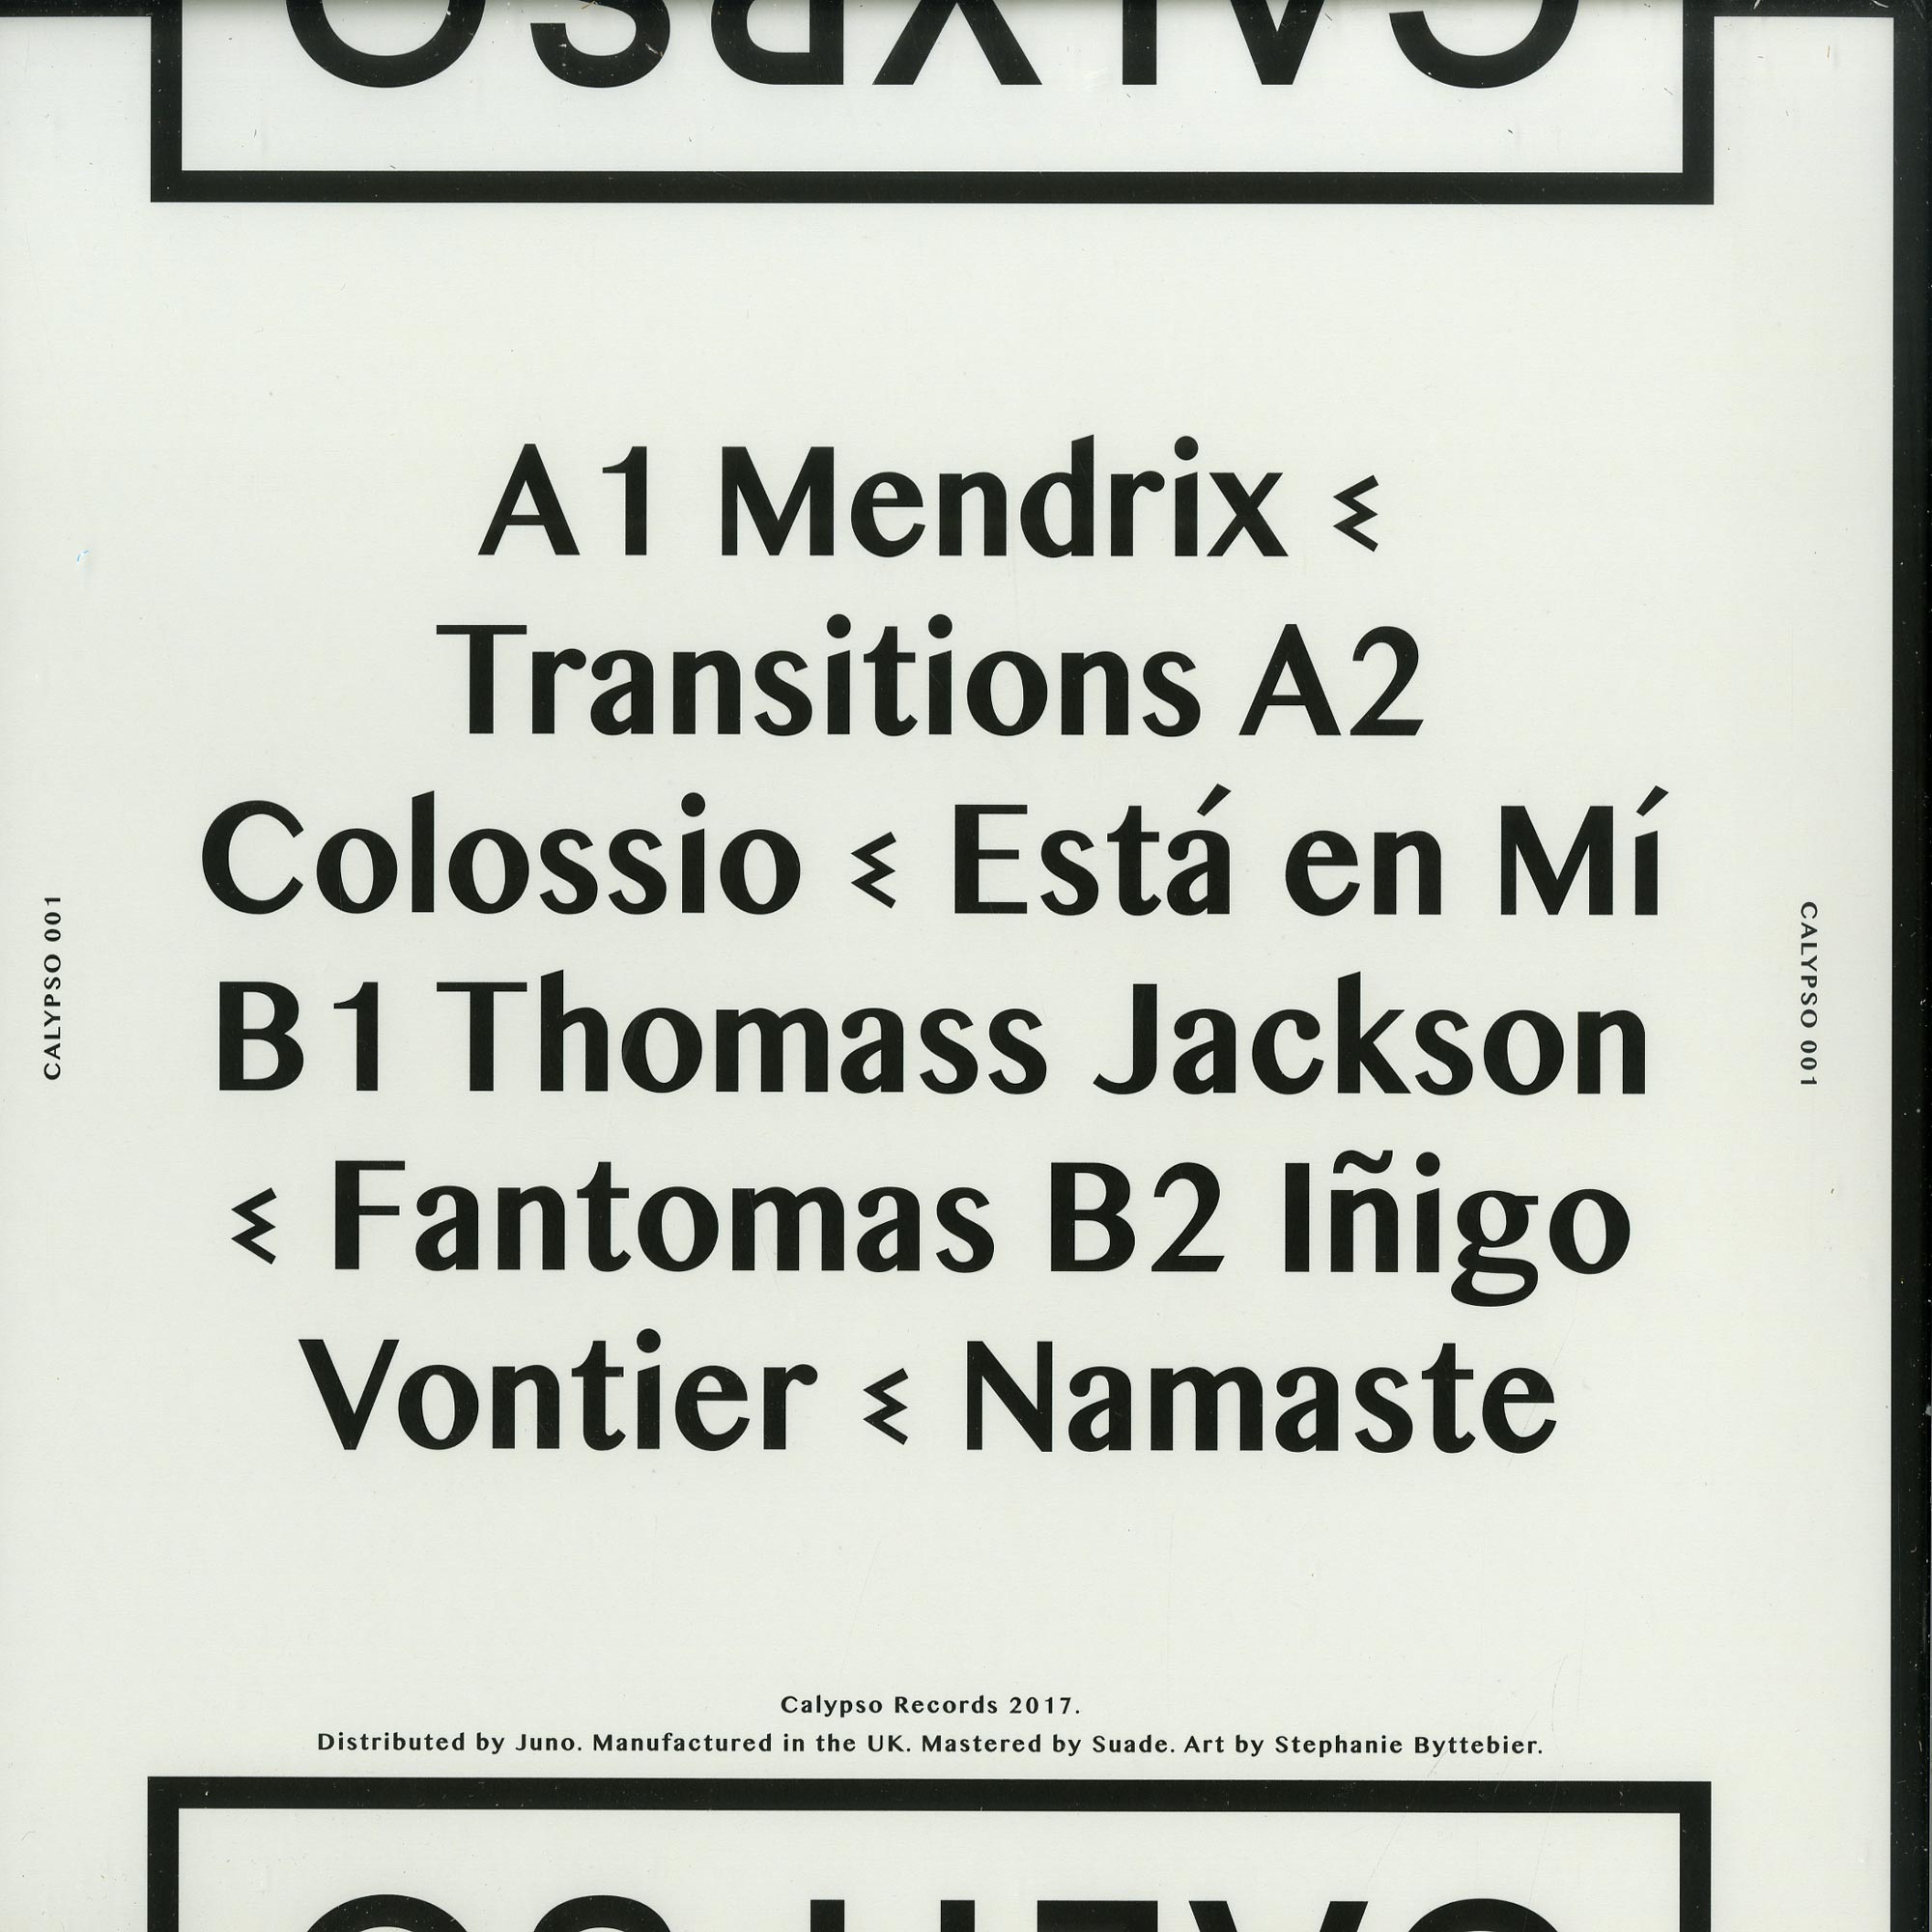 CALYPSO
A1 Mendrix
Transitions A2
Colossio Está en Mí
B1 Thomass Jackson
Fantomas B2 Iñigo
Vontier Namaste
CALYPSO 001
CALYPSO 001
Calypso Records 2017.
Distributed by Juno. Manufactured in the UK. Mastered by Suade. Art by Stephanie Byttebier.